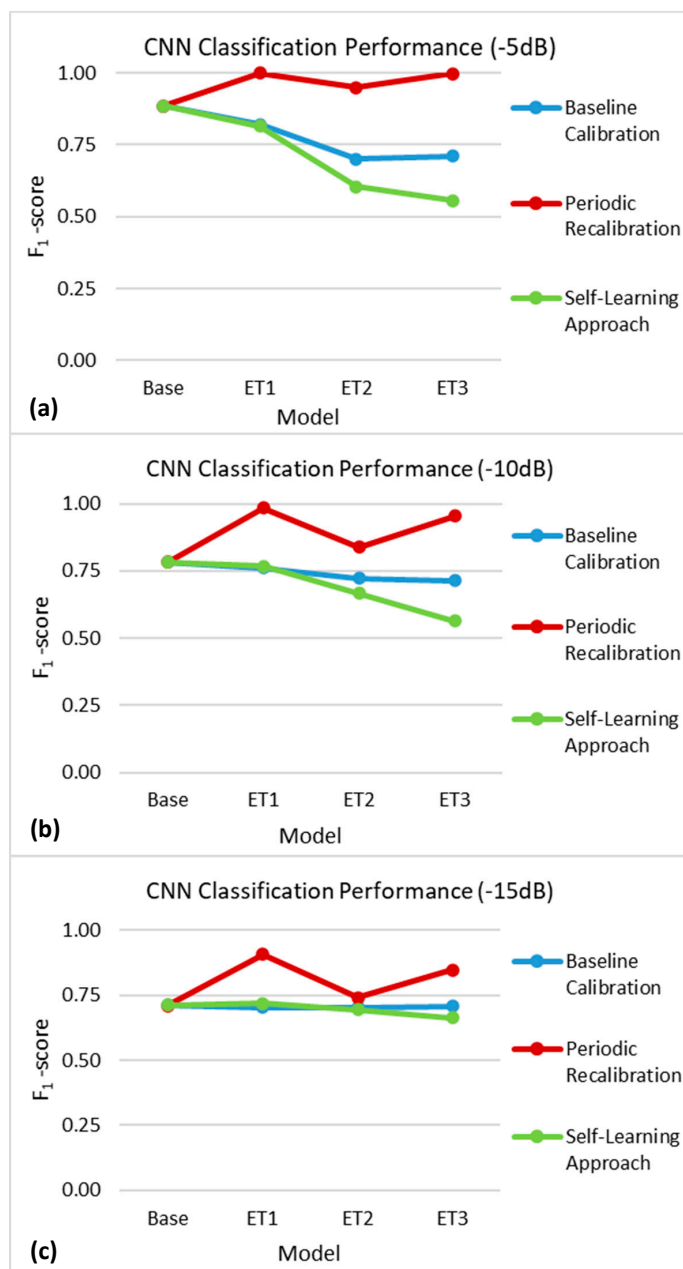 CNN Classification Performance (-5dB)
1.00
0.75
0.50
0.25
0.00
F₁ -score
Base ET1 ET2 ET3
Model
Baseline
Calibration
Periodic
Recalibration
Self-Learning
Approach
(a)
CNN Classification Performance (-10dB)
1.00
0.75
0.50
0.25
0.00
F₁ -score
Base ET1 ET2 ET3
Model
Baseline
Calibration
Periodic
Recalibration
Self-Learning
Approach
(b)
CNN Classification Performance (-15dB)
1.00
0.75
0.50
0.25
0.00
F₁ -score
Base ET1 ET2 ET3
Model
Baseline
Calibration
Periodic
Recalibration
Self-Learning
Approach
(c)